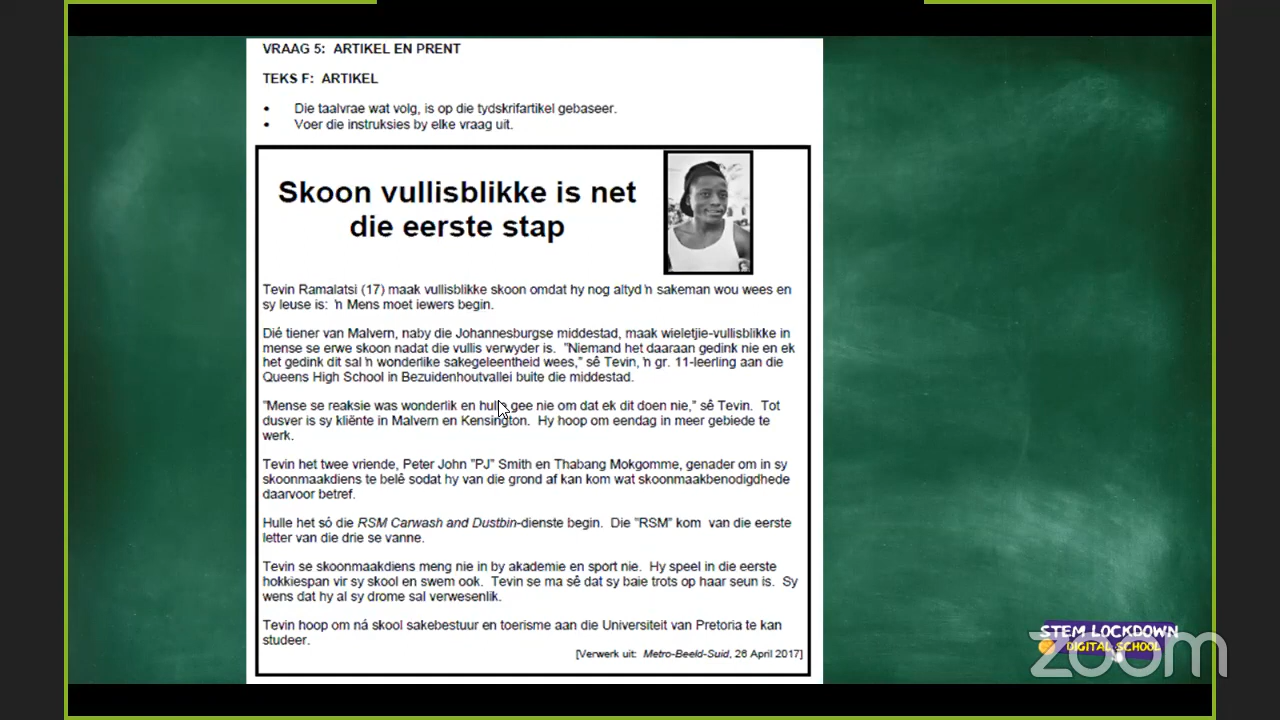 VRAAG 5: ARTIKEL EN PRENT
TEKS F: ARTIKEL
• Die taalvrae wat volg, is op die tydskrifartikel gebaseer.
• Voer die instruksies by elke vraag uit.
Skoon vullisblikke is net
die eerste stap
Tevin Ramalatsi (17) maak vullisblikke skoon omdat hy nog altyd 'n sakeman wou wees en
sy leuse is: 'n Mens moet iewers begin.
Dié tiener van Malvern, naby die Johannesburgse middestad, maak wieletjie-vullisblikke in
mense se erwe skoon nadat die vullis verwyder is. "Niemand het daaraan gedink nie en ek
het gedink dit sal 'n wonderlike sakegeleentheid wees," sê Tevin, 'n gr. 11-leerling aan die
Queens High School in Bezuidenhoutvallei buite die middestad.
"Mense se reaksie was wonderlik en hulle gee nie om dat ek dit doen nie," sê Tevin. Tot
dusver is sy kliënte in Malvern en Kensington. Hy hoop om eendag in meer gebiede te
werk.
Tevin het twee vriende, Peter John "PJ" Smith en Thabang Mokgomme, genader om in sy
skoonmaakdiens te belê sodat hy van die grond af kan kom wat skoonmaakbenodigdhede
daarvoor betref.
Hulle het só die RSM Carwash and Dustbin-dienste begin. Die "RSM" kom van die eerste
letter van die drie se vanne.
Tevin se skoonmaakdiens meng nie in by akademie en sport nie. Hy speel in die eerste
hokkiespan vir sy skool en swem ook. Tevin se ma sê dat sy baie trots op haar seun is. Sy
wens dat hy al sy drome sal verwesenlik.
Tevin hoop om ná skool sakebestuur en toerisme aan die Universiteit van Pretoria te kan
studeer.
[Verwerk uit: Metro-Beeld-Suid, 26 April 2017]
STEM LOCKDOWN
DIGITAL SCHOOL
zoom